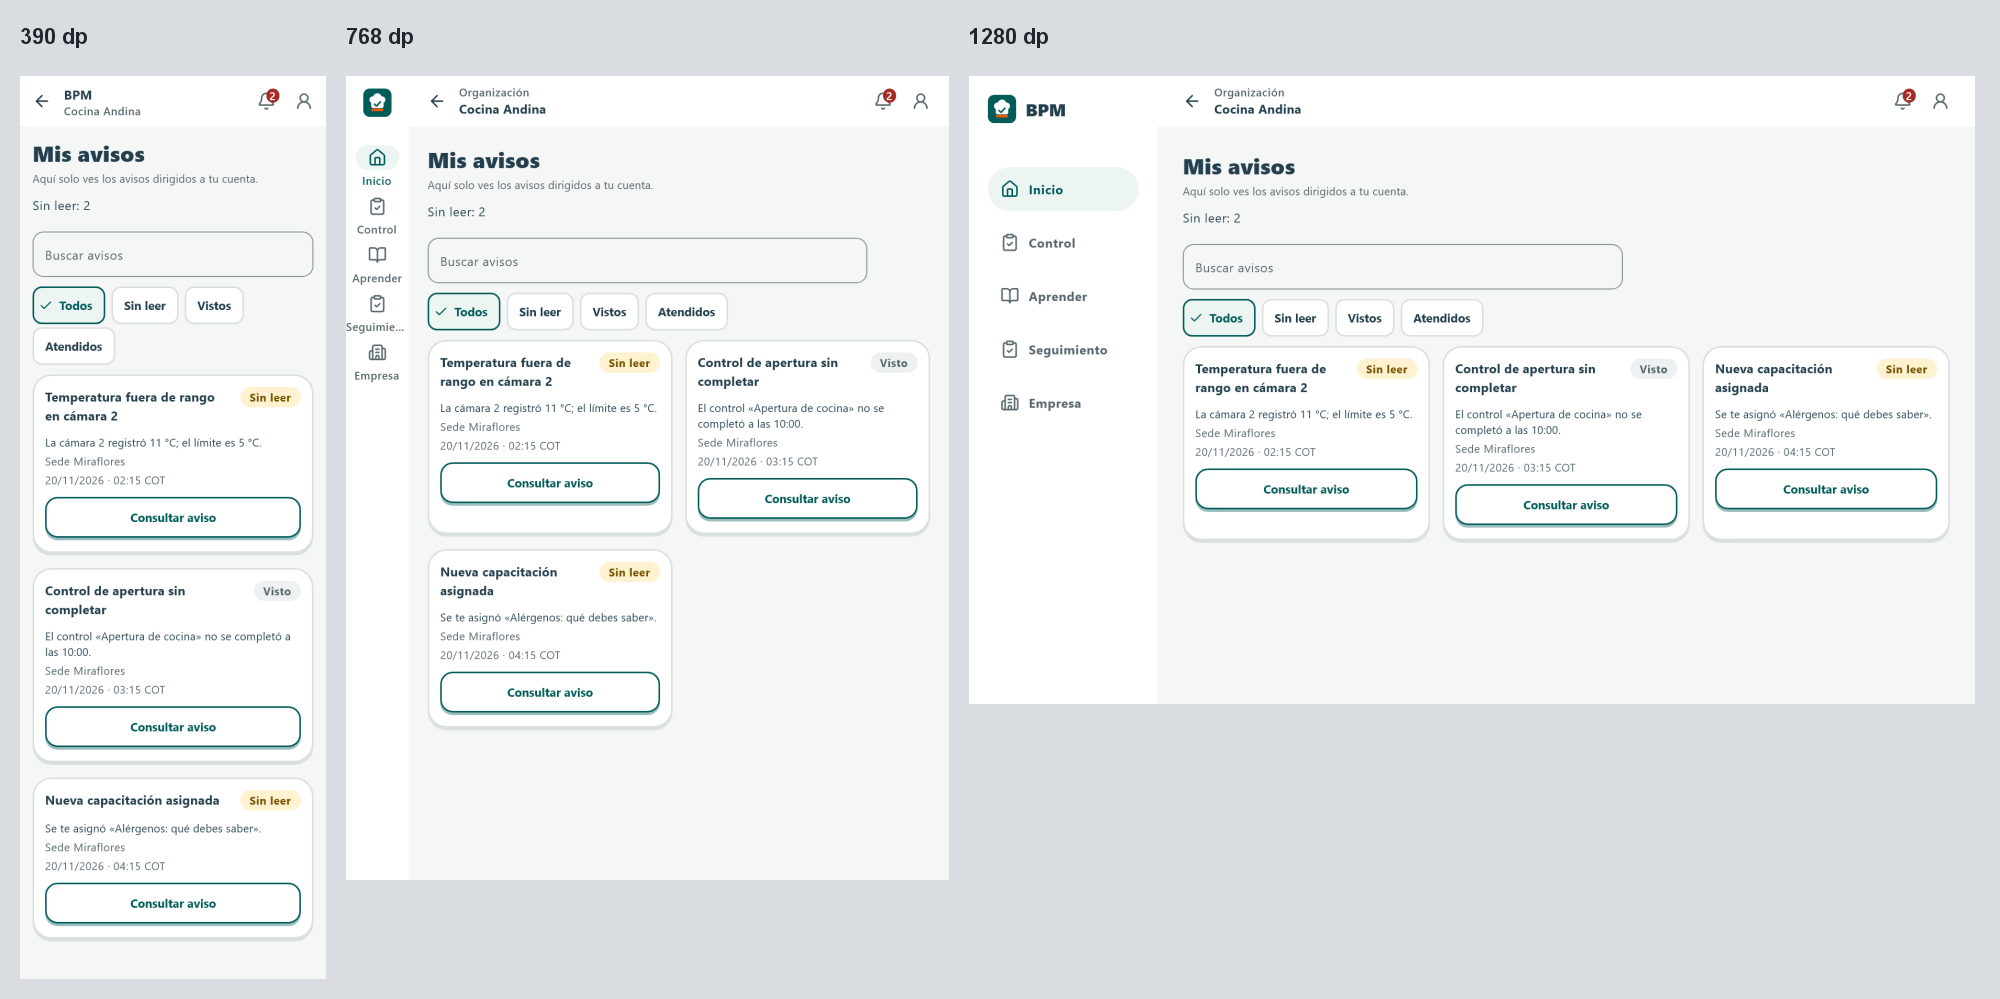 390 dp
BPM
Cocina Andina
2
Mis avisos
Aquí solo ves los avisos dirigidos a tu cuenta.
Sin leer: 2
Buscar avisos
Todos
Sin leer
Vistos
Atendidos
Temperatura fuera de rango
en cámara 2
Sin leer
La cámara 2 registró 11 °C; el límite es 5 °C.
Sede Miraflores
20/11/2026 · 02:15 COT
Consultar aviso
Control de apertura sin
completar
Visto
El control «Apertura de cocina» no se completó a
las 10:00.
Sede Miraflores
20/11/2026 · 03:15 COT
Consultar aviso
Nueva capacitación asignada
Sin leer
Se te asignó «Alérgenos: qué debes saber».
Sede Miraflores
20/11/2026 · 04:15 COT
Consultar aviso
768 dp
Inicio
Control
Aprender
Seguimie...
Empresa
Organización
Cocina Andina
2
Mis avisos
Aquí solo ves los avisos dirigidos a tu cuenta.
Sin leer: 2
Buscar avisos
Todos
Sin leer
Vistos
Atendidos
Temperatura fuera de
rango en cámara 2
Sin leer
La cámara 2 registró 11 °C; el límite es 5 °C.
Sede Miraflores
20/11/2026 · 02:15 COT
Consultar aviso
Control de apertura sin
completar
Visto
El control «Apertura de cocina» no se
completó a las 10:00.
Sede Miraflores
20/11/2026 · 03:15 COT
Consultar aviso
Nueva capacitación
asignada
Sin leer
Se te asignó «Alérgenos: qué debes saber».
Sede Miraflores
20/11/2026 · 04:15 COT
Consultar aviso
1280 dp
BPM
Inicio
Control
Aprender
Seguimiento
Empresa
Organización
Cocina Andina
2
Mis avisos
Aquí solo ves los avisos dirigidos a tu cuenta.
Sin leer: 2
Buscar avisos
Todos
Sin leer
Vistos
Atendidos
Temperatura fuera de
rango en cámara 2
Sin leer
La cámara 2 registró 11 °C; el límite es 5 °C.
Sede Miraflores
20/11/2026 · 02:15 COT
Consultar aviso
Control de apertura sin
completar
Visto
El control «Apertura de cocina» no se
completó a las 10:00.
Sede Miraflores
20/11/2026 · 03:15 COT
Consultar aviso
Nueva capacitación
asignada
Sin leer
Se te asignó «Alérgenos: qué debes saber».
Sede Miraflores
20/11/2026 · 04:15 COT
Consultar aviso